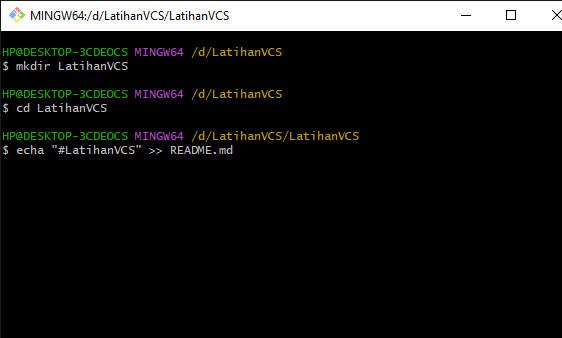 MINGW64:/d/LatihanVCS/LatihanVCS
HP@DESKTOP-3CDEOCS MINGW64 /d/LatihanVCS
$ mkdir LatihanVCS
HP@DESKTOP-3CDEOCS MINGW64 /d/LatihanVCS
$ cd LatihanVCS
HP@DESKTOP-3CDEOCS MINGW64 /d/LatihanVCS/LatihanVCS
$ echa "#LatihanVCS" >> README.md